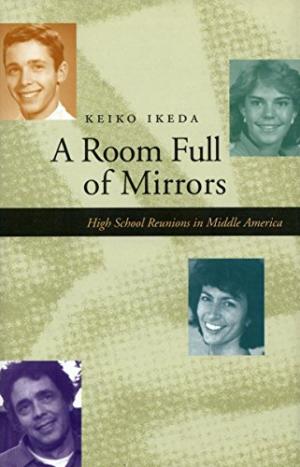 KEIKO IKEDA
A Room Full
of Mirrors
High School Reunions in Middle America